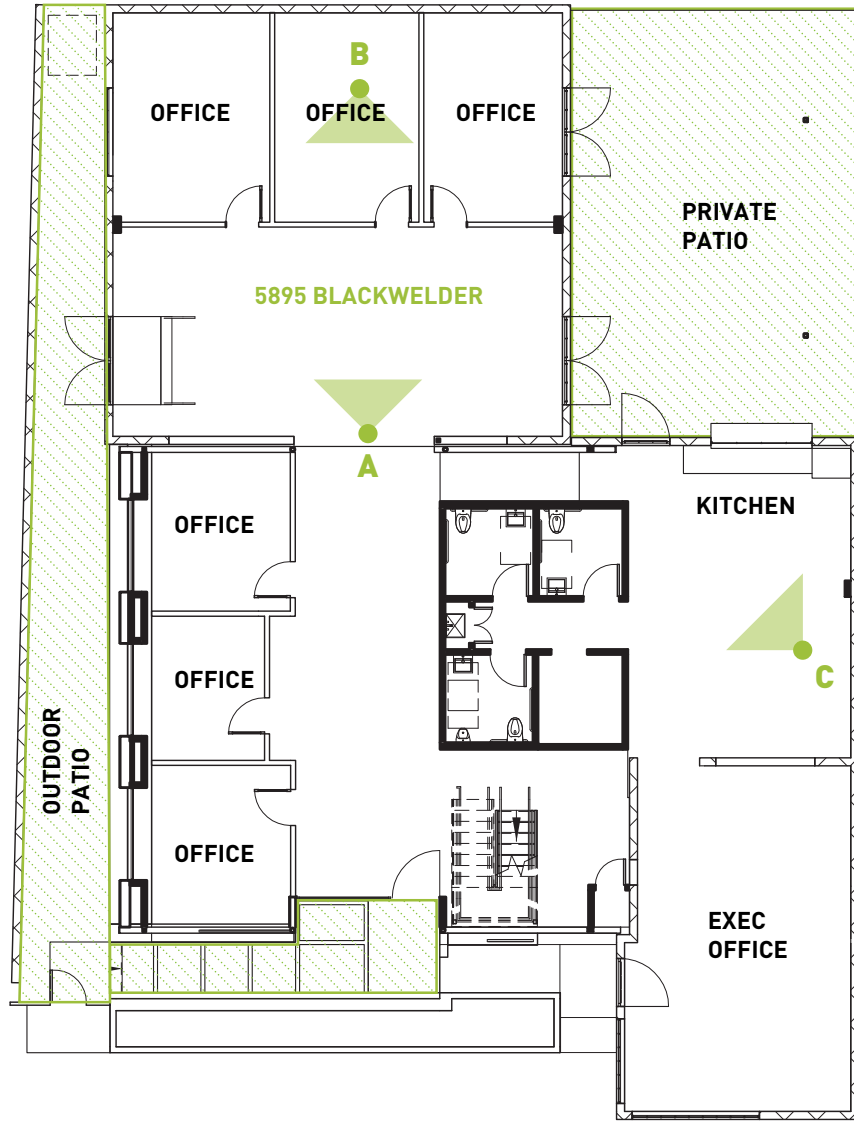 B
OFFICE
OFFICE
OFFICE
PRIVATE
PATIO
5895 BLACKWELDER
A
KITCHEN
OFFICE
C
OFFICE
OUTDOOR
PATIO
OFFICE
EXEC
OFFICE